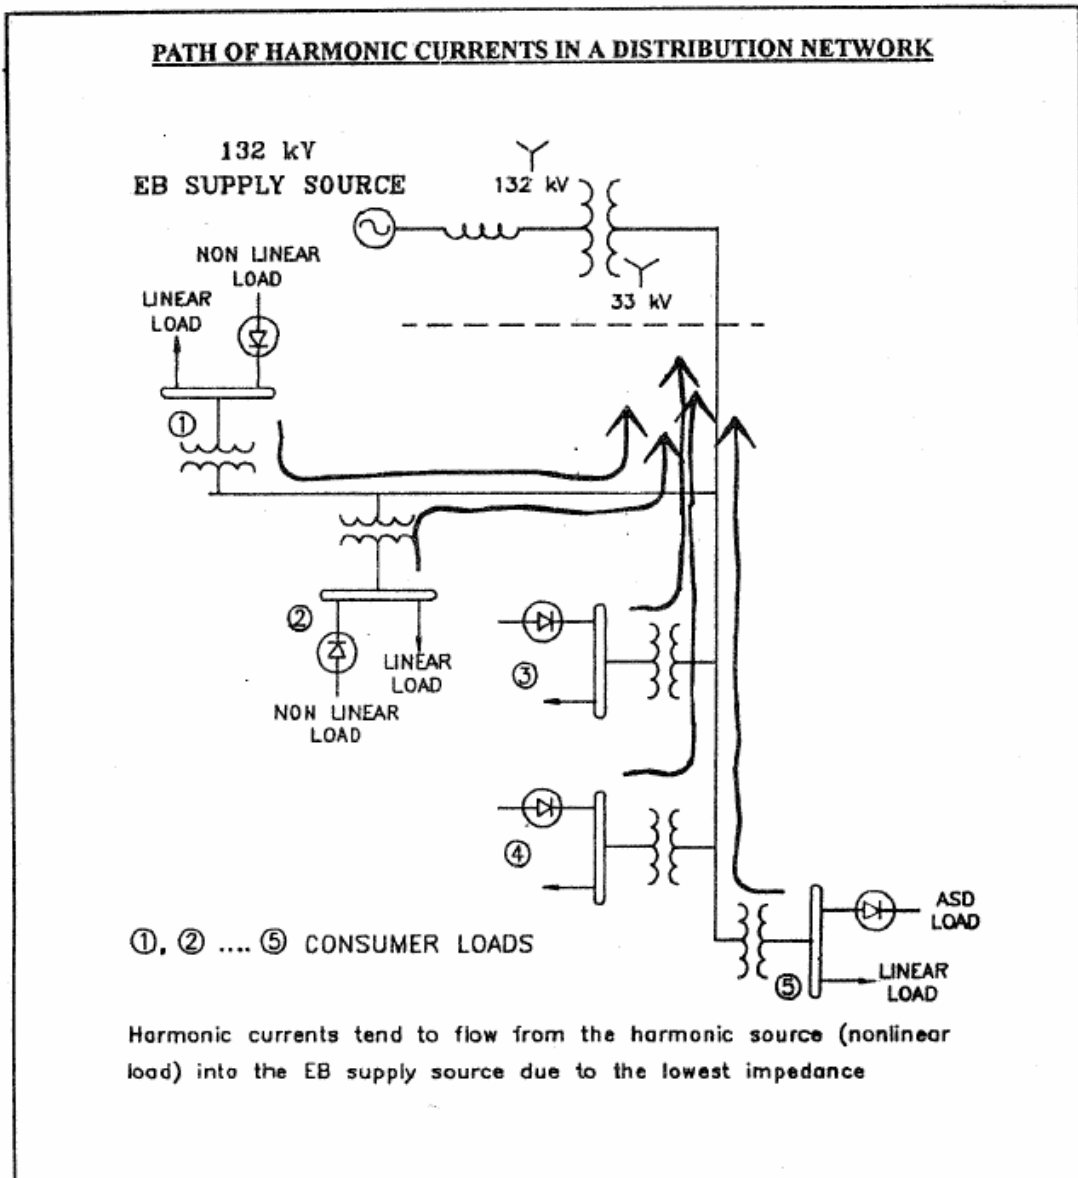 PATH OF HARMONIC CURRENTS IN A DISTRIBUTION NETWORK
132 kV
EB SUPPLY SOURCE
132 kV
33 kV
NON LINEAR
LOAD
LINEAR
LOAD
①
②
LINEAR
LOAD
NON LINEAR
LOAD
③
④
ASD
LOAD
LINEAR
LOAD
⑤
①, ② .... ⑤ CONSUMER LOADS
Harmonic currents tend to flow from the harmonic source (nonlinear
load) into the EB supply source due to the lowest impedance